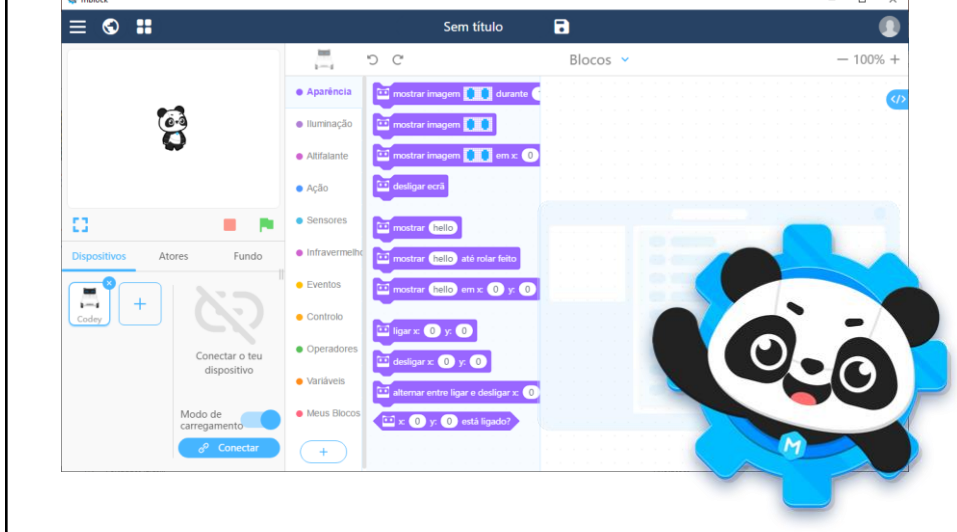 mblock
Sem título
Blocos
100%
Aparência
Iluminação
Altifalante
Ação
Sensores
Infravermelho
Eventos
Controlo
Operadores
Variáveis
Meus Blocos
+
mostrar imagem durante
mostrar imagem
mostrar imagem em x: 0
desligar ecrã
mostrar hello
mostrar hello até rolar feito
mostrar hello em x: 0 y: 0
ligar x: 0 y: 0
desligar x: 0 y: 0
alternar entre ligar e desligar x: 0
x: 0 y: 0 está ligado?
Dispositivos Atores Fundo
Codey
+
Conectar o teu
dispositivo
Modo de
carregamento
Conectar
M